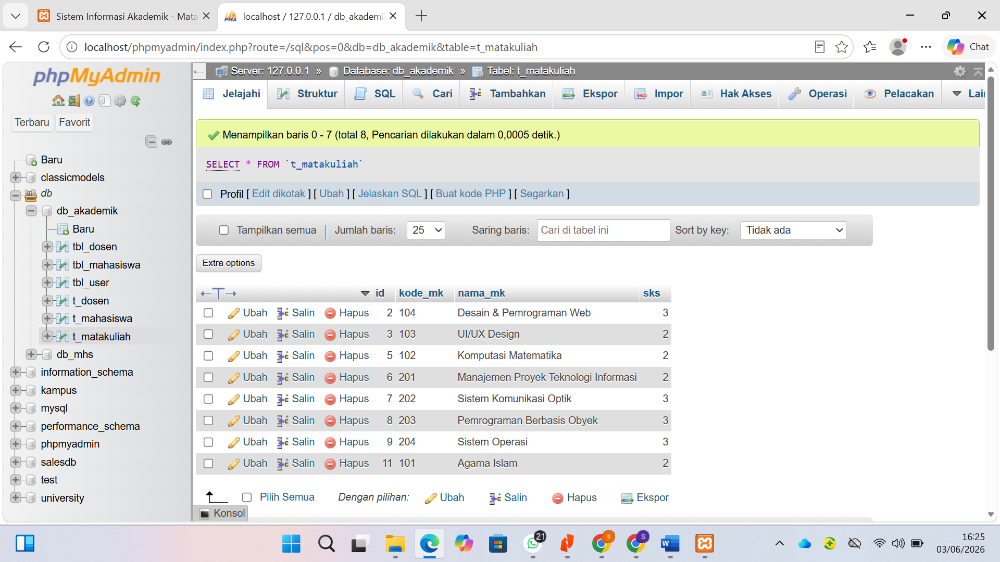 Sistem Informasi Akademik - Mata
localhost / 127.0.0.1 / db_akademi
localhost/phpmyadmin/index.php?route=/sql&pos=0&db=db_akademik&table=t_matakuliah
Chat
phpMyAdmin
Terbaru
Favorit
Baru
classicmodels
db
db_akademik
Baru
tbl_dosen
tbl_mahasiswa
tbl_user
t_dosen
t_mahasiswa
t_matakuliah
db_mhs
information_schema
kampus
mysql
performance_schema
phpmyadmin
salesdb
test
university
Server: 127.0.0.1 » Database: db_akademik » Tabel: t_matakuliah
Jelajahi Struktur SQL Cari Tambahkan Ekspor Impor Hak Akses Operasi Pelacakan Lain
Menampilkan baris 0 - 7 (total 8, Pencarian dilakukan dalam 0,0005 detik.)
SELECT * FROM `t_matakuliah`
Profil [ Edit dikotak ] [ Ubah ] [ Jelaskan SQL ] [ Buat kode PHP ] [ Segarkan ]
Tampilkan semua | Jumlah baris: 25 Saring baris: Cari di tabel ini Sort by key: Tidak ada
Extra options
id kode_mk nama_mk sks
Ubah Salin Hapus 2 104 Desain & Pemrograman Web 3
Ubah Salin Hapus 3 103 UI/UX Design 2
Ubah Salin Hapus 5 102 Komputasi Matematika 2
Ubah Salin Hapus 6 201 Manajemen Proyek Teknologi Informasi 2
Ubah Salin Hapus 7 202 Sistem Komunikasi Optik 3
Ubah Salin Hapus 8 203 Pemrograman Berbasis Obyek 3
Ubah Salin Hapus 9 204 Sistem Operasi 3
Ubah Salin Hapus 11 101 Agama Islam 2
Pilih Semua Dengan pilihan: Ubah Salin Hapus Ekspor
Konsol
21
S
S
W
16:25
03/06/2026